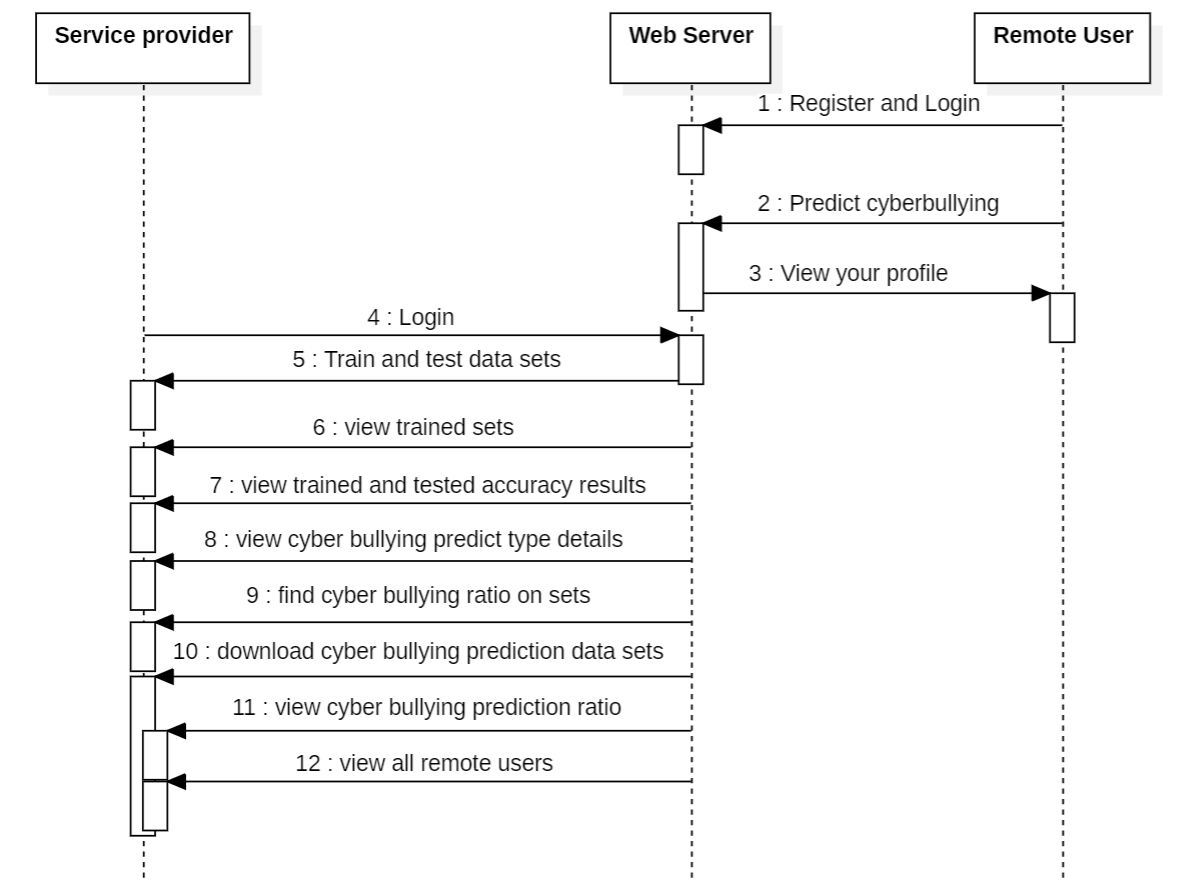 Service provider
Web Server
Remote User
1 : Register and Login
2 : Predict cyberbullying
3 : View your profile
4 : Login
5 : Train and test data sets
6 : view trained sets
7 : view trained and tested accuracy results
8 : view cyber bullying predict type details
9 : find cyber bullying ratio on sets
10 : download cyber bullying prediction data sets
11 : view cyber bullying prediction ratio
12 : view all remote users